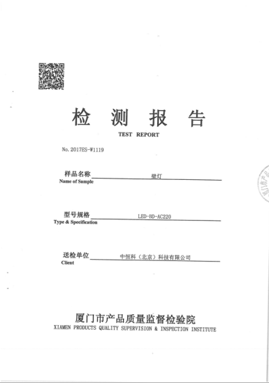 检 测 报 告
TEST REPORT
No. 2017ES-W1119
样品名称
Name of Sample
壁灯
型号规格
Type & Specification
LED-80-AC220
送检单位
Client
中恒科（北京）科技有限公司
厦门市产品质量监督检验院
XIAMEN PRODUCTS QUALITY SUPERVISION & INSPECTION INSTITUTE